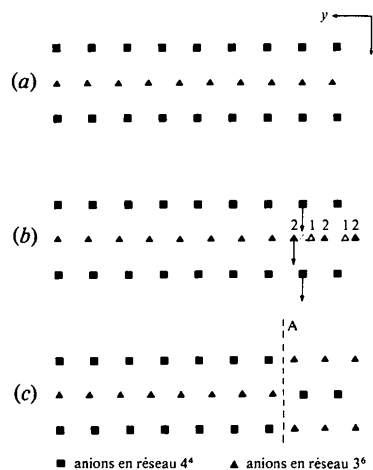 y
(a)
(b)
2 1 2 1 2
A
(c)
■ anions en réseau 4⁴ ▲ anions en réseau 3⁶